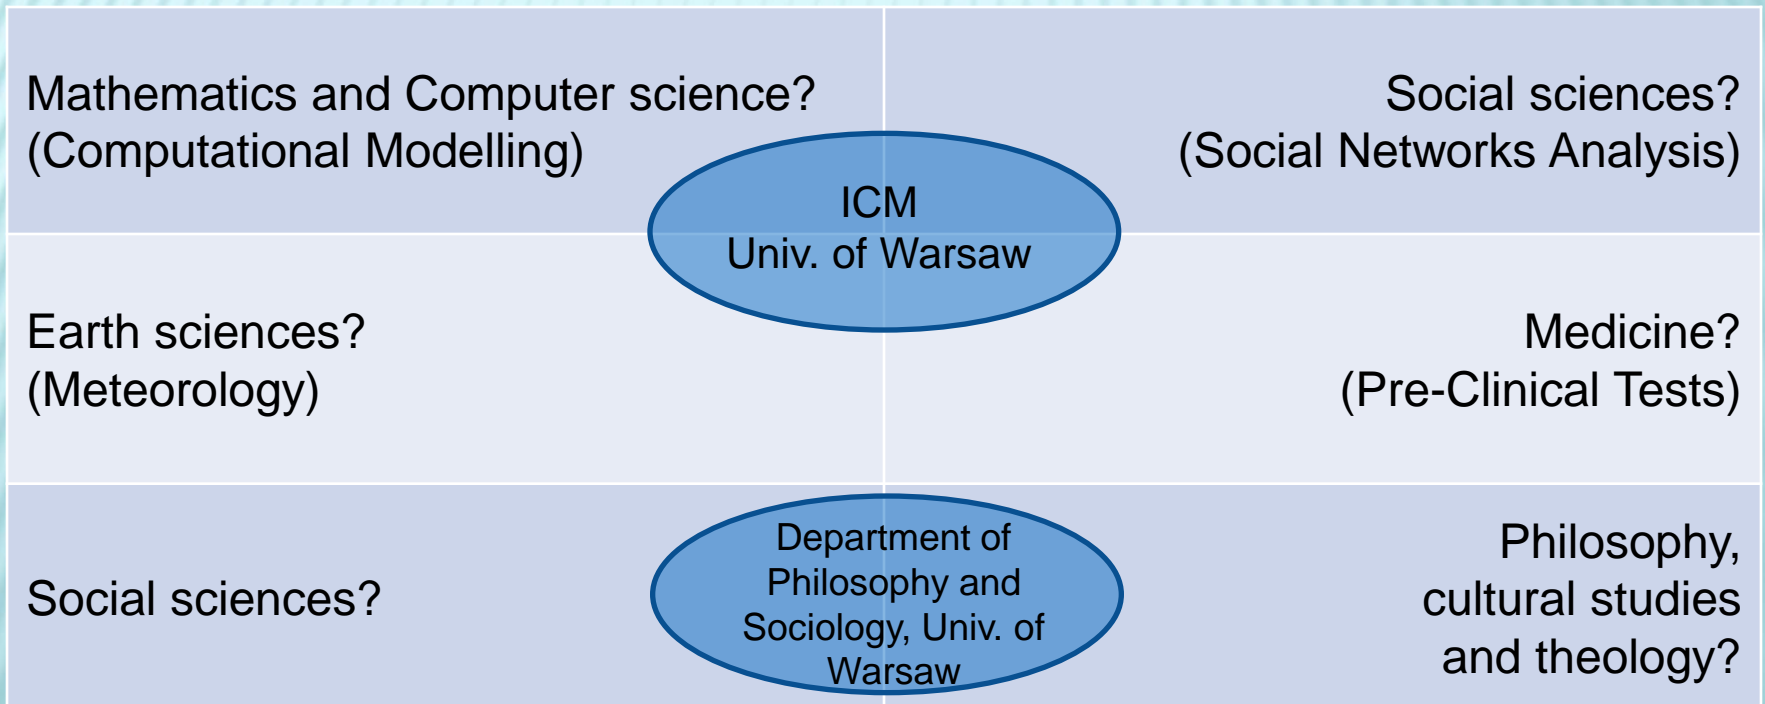 Mathematics and Computer science?
(Computational Modelling)
Social sciences?
(Social Networks Analysis)
ICM
Univ. of Warsaw
Earth sciences?
(Meteorology)
Medicine?
(Pre-Clinical Tests)
Social sciences?
Department of
Philosophy and
Sociology, Univ. of
Warsaw
Philosophy,
cultural studies
and theology?